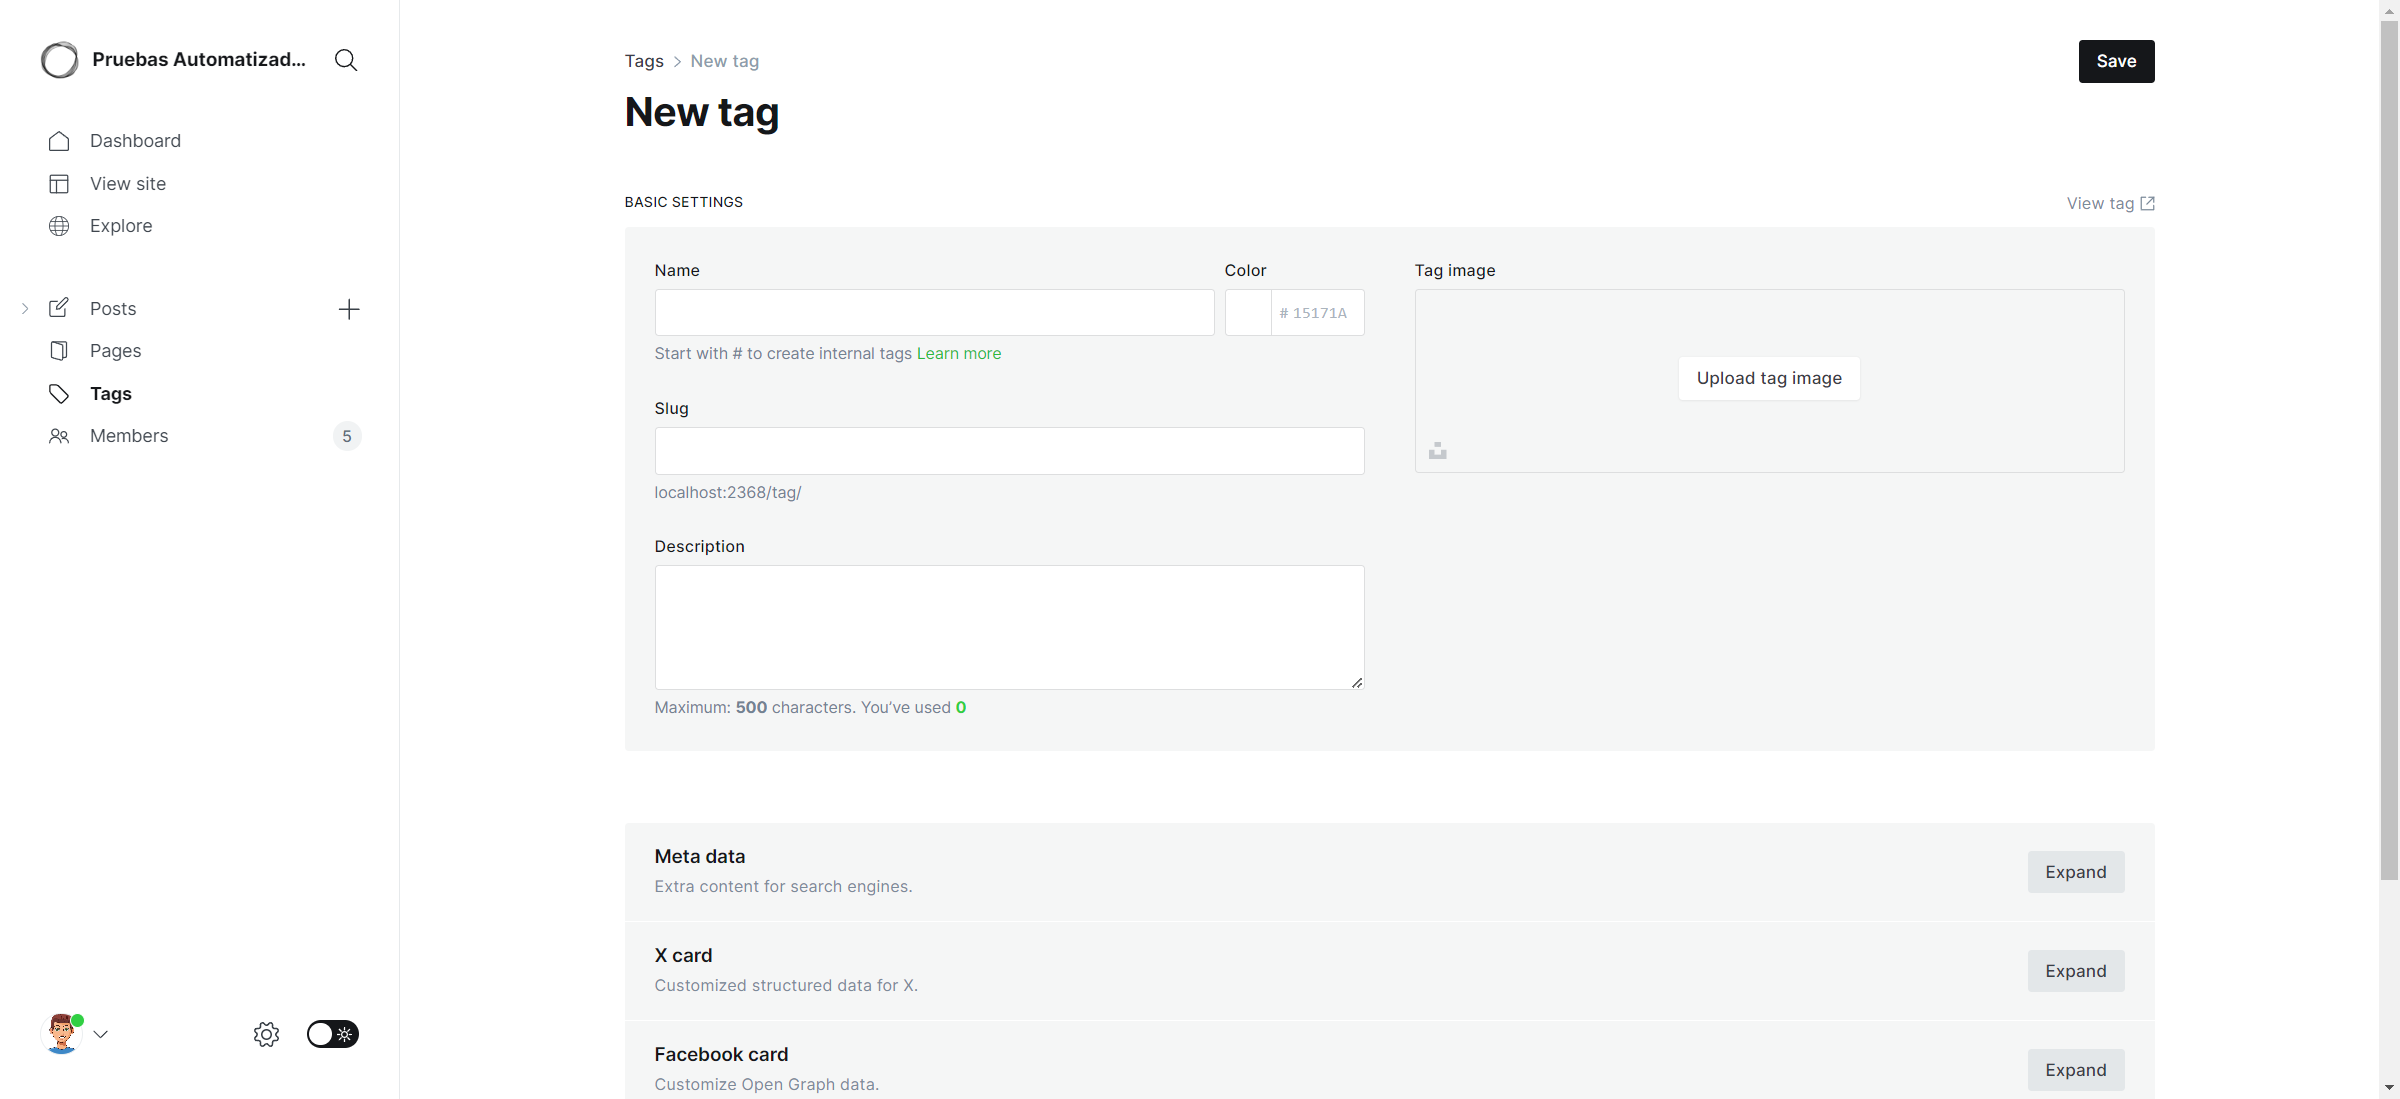 Pruebas Automatizad...
Dashboard
View site
Explore
Posts
Pages
Tags
Members 5
Tags > New tag
Save
New tag
BASIC SETTINGS
View tag
Name
Color
# 15171A
Start with # to create internal tags Learn more
Slug
localhost:2368/tag/
Description
Maximum: 500 characters. You've used 0
Tag image
Upload tag image
Meta data
Extra content for search engines.
Expand
X card
Customized structured data for X.
Expand
Facebook card
Customize Open Graph data.
Expand